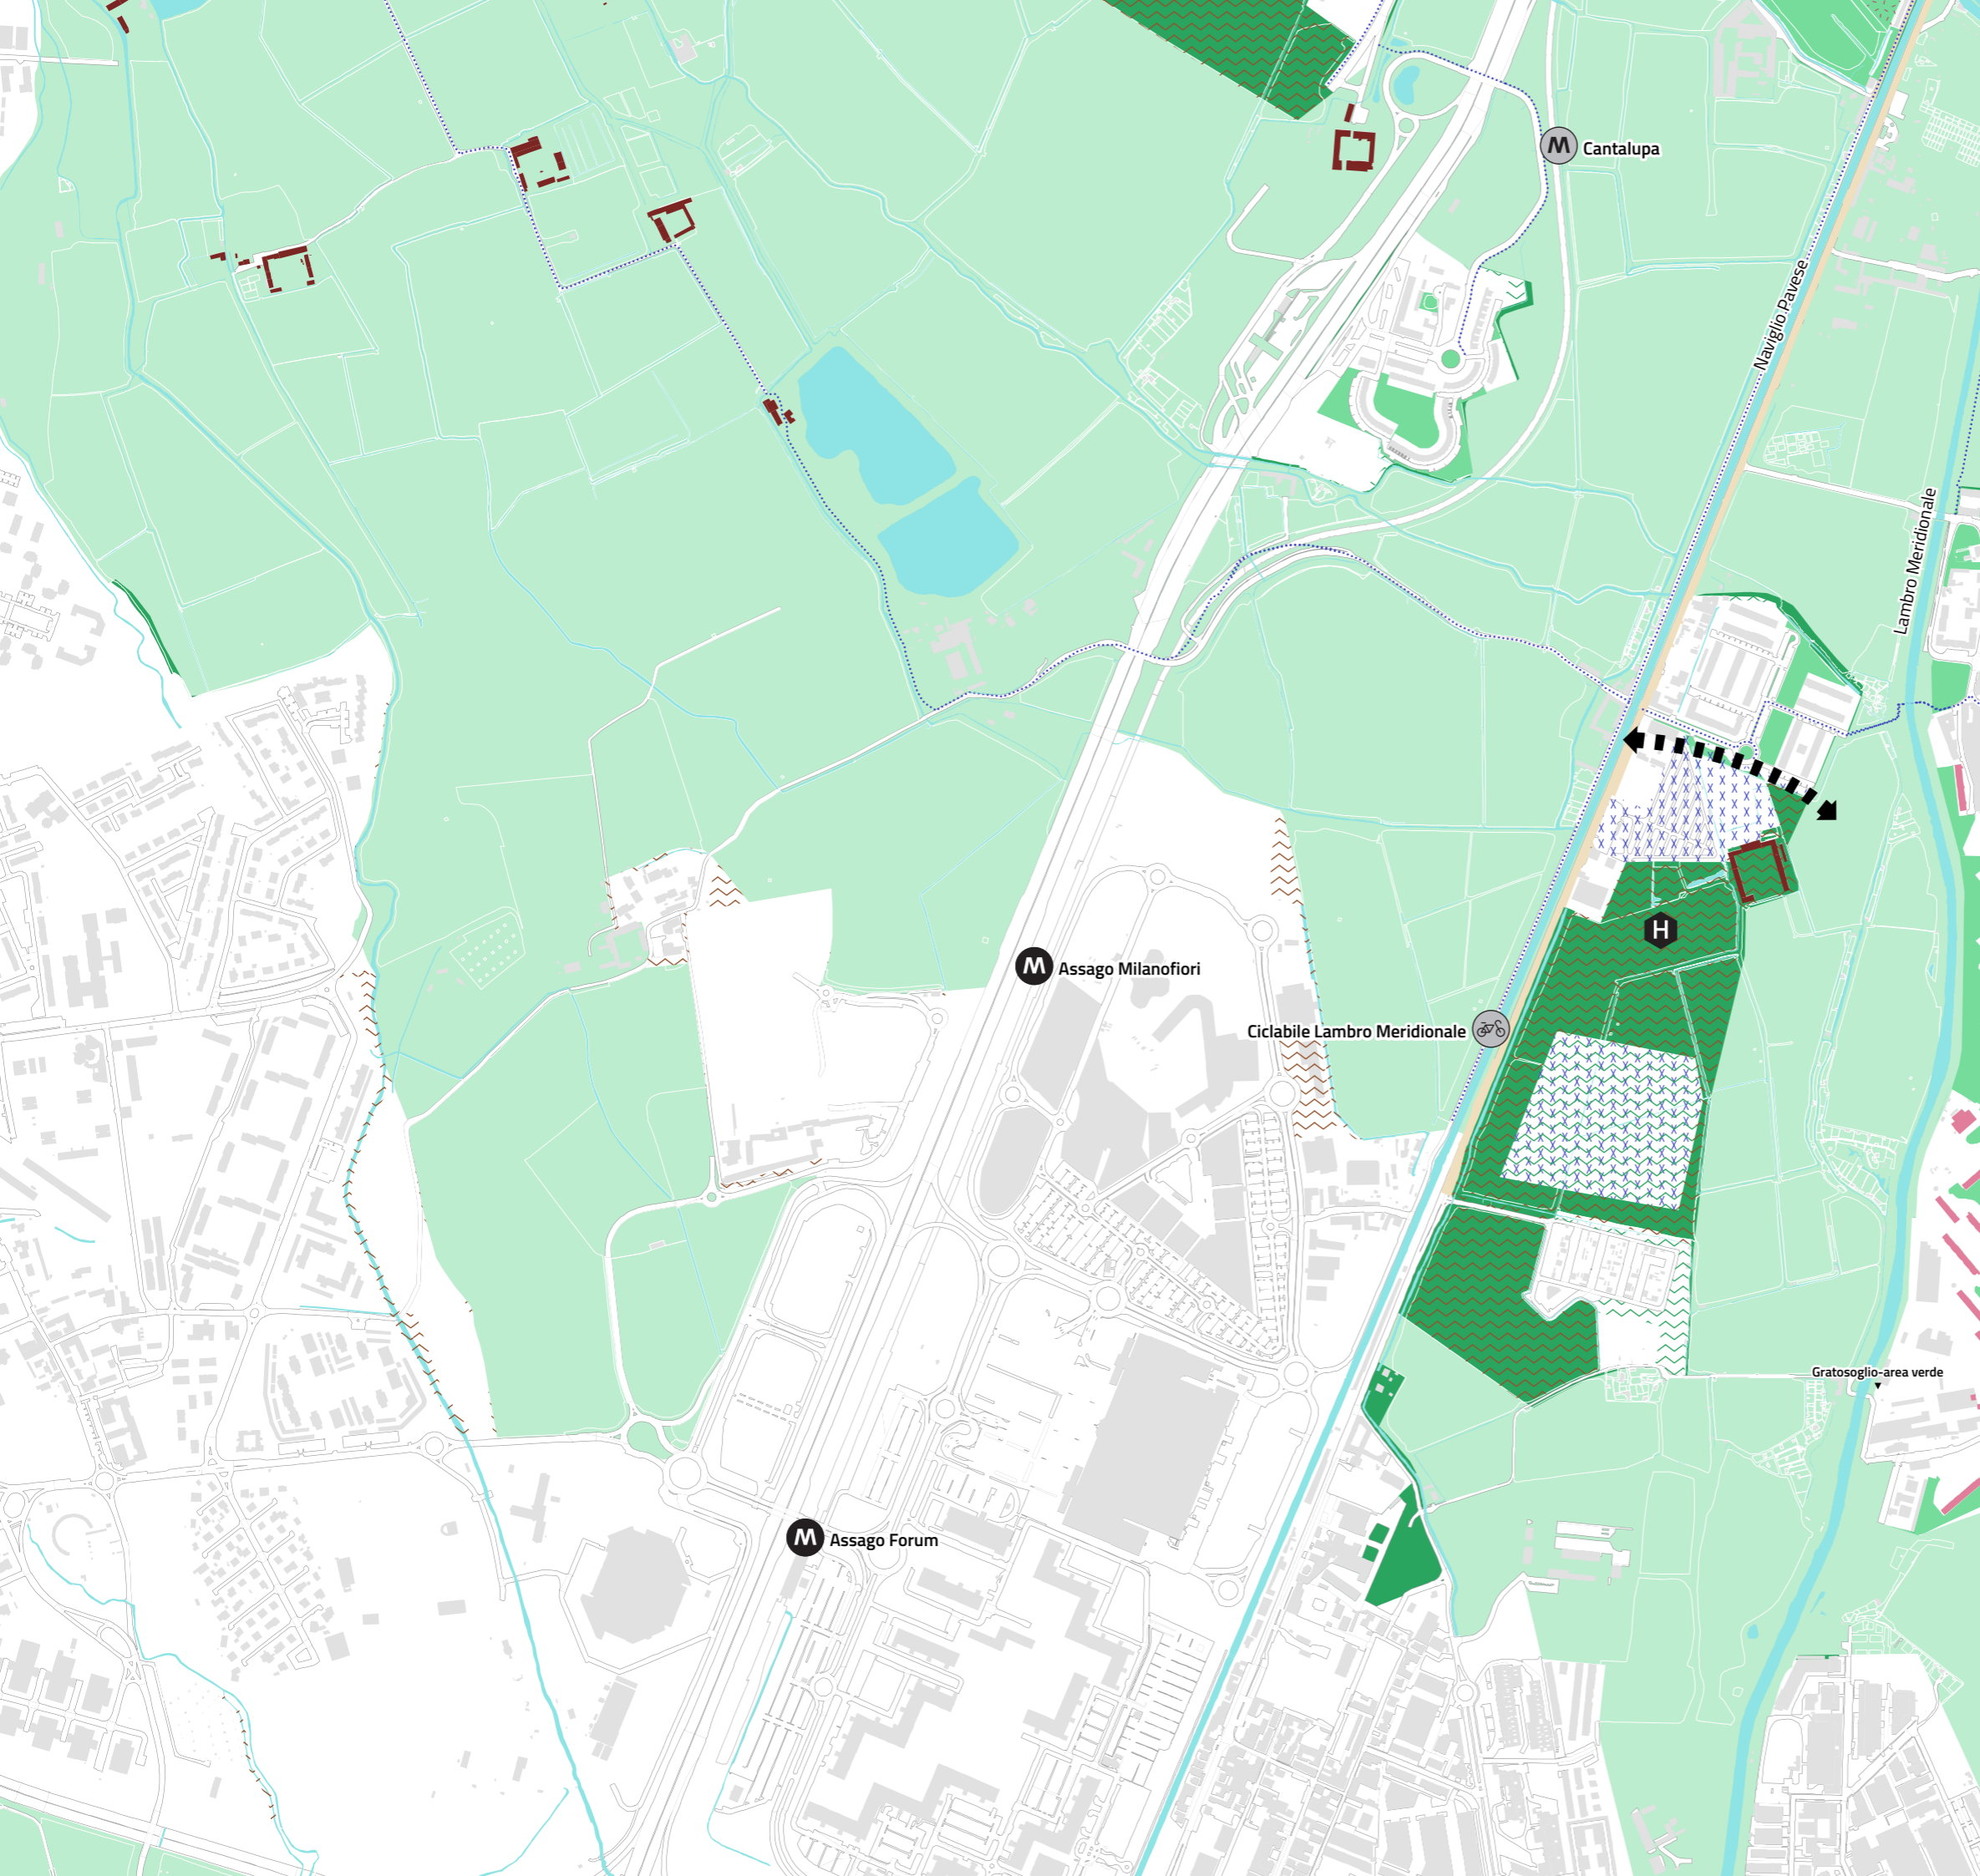 M Cantalupa
Naviglio Pavese
Lambro Meridionale
H
M Assago Milanofiori
Ciclabile Lambro Meridionale
Gratosoglio-area verde
M Assago Forum